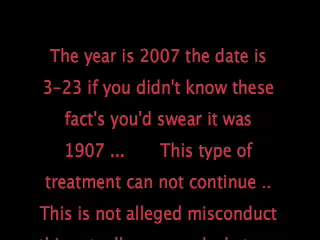 The year is 2007 the date is
3-23 if you didn't know these
fact's you'd swear it was
1907 ... This type of
treatment can not continue ..
This is not alleged misconduct